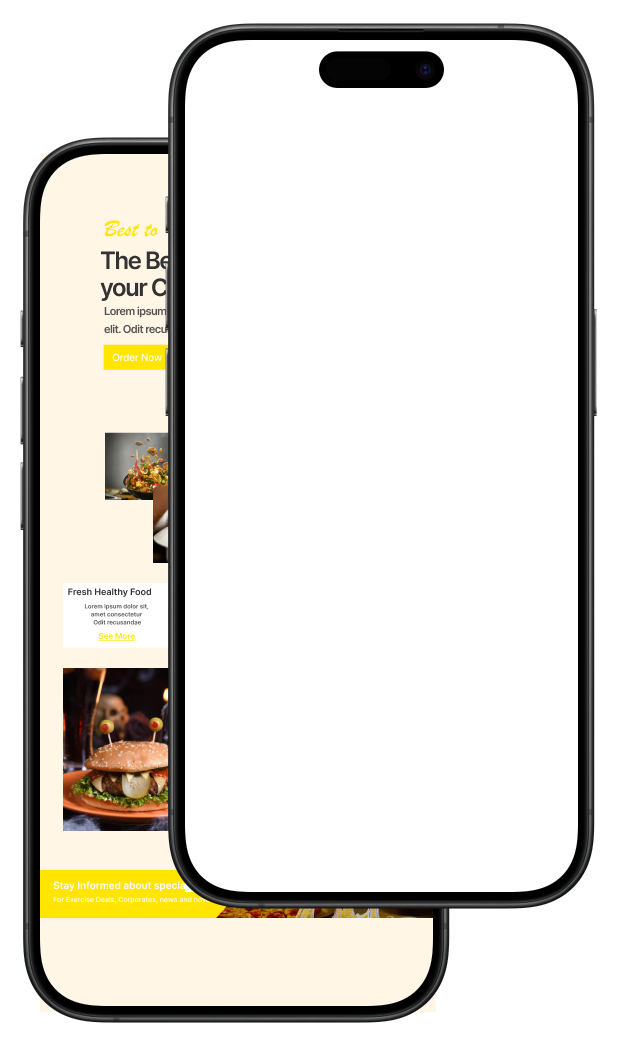 Best to
The Be
your C
Lorem ipsum
elit. Odit recu
Order Now
Fresh Healthy Food
Lorem ipsum dolor sit,
amet consectetur
Odit recusandae
See More
Stay Informed about specia
For Exercise Deals, Corporates, news and